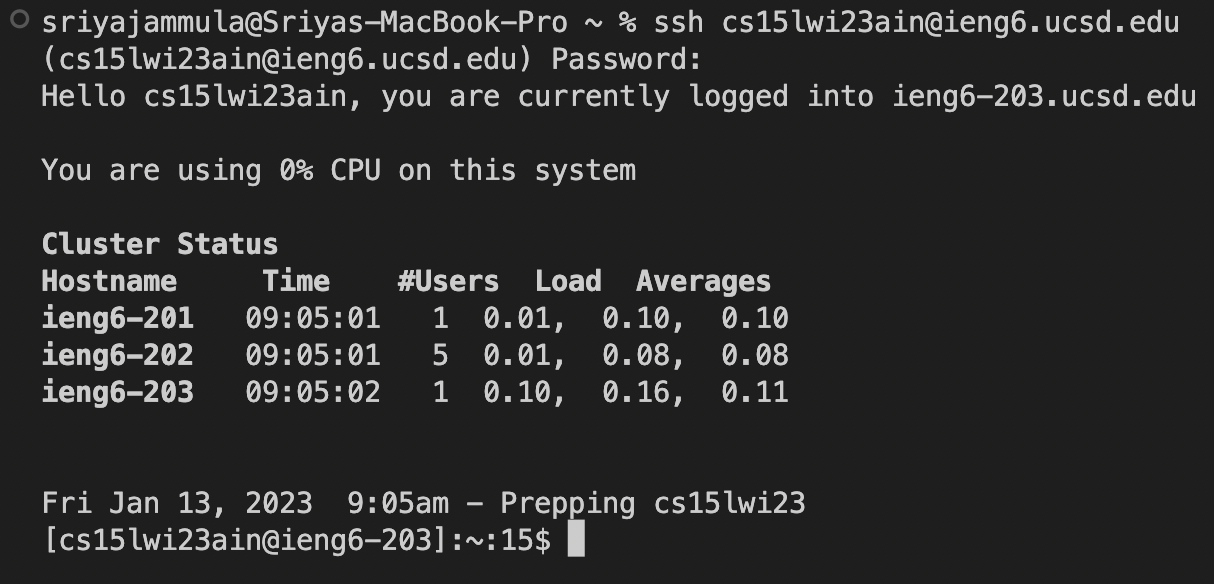 sriyajammula@Sriyas-MacBook-Pro ~ % ssh cs15lwi23ain@ieng6.ucsd.edu
(cs15lwi23ain@ieng6.ucsd.edu) Password:
Hello cs15lwi23ain, you are currently logged into ieng6-203.ucsd.edu
You are using 0% CPU on this system
Cluster Status
Hostname     Time    #Users  Load  Averages
ieng6-201   09:05:01   1  0.01,  0.10,  0.10
ieng6-202   09:05:01   5  0.01,  0.08,  0.08
ieng6-203   09:05:02   1  0.10,  0.16,  0.11
Fri Jan 13, 2023  9:05am - Prepping cs15lwi23
[cs15lwi23ain@ieng6-203]:~:15$